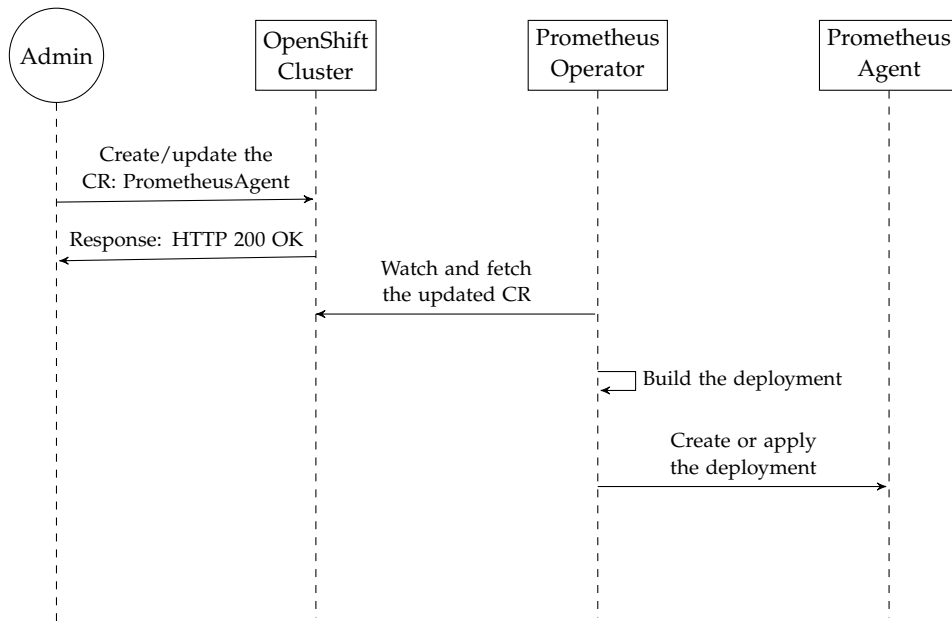 Admin
OpenShift
Cluster
Prometheus
Operator
Prometheus
Agent
Create/update the
CR: PrometheusAgent
Response: HTTP 200 OK
Watch and fetch
the updated CR
Build the deployment
Create or apply
the deployment